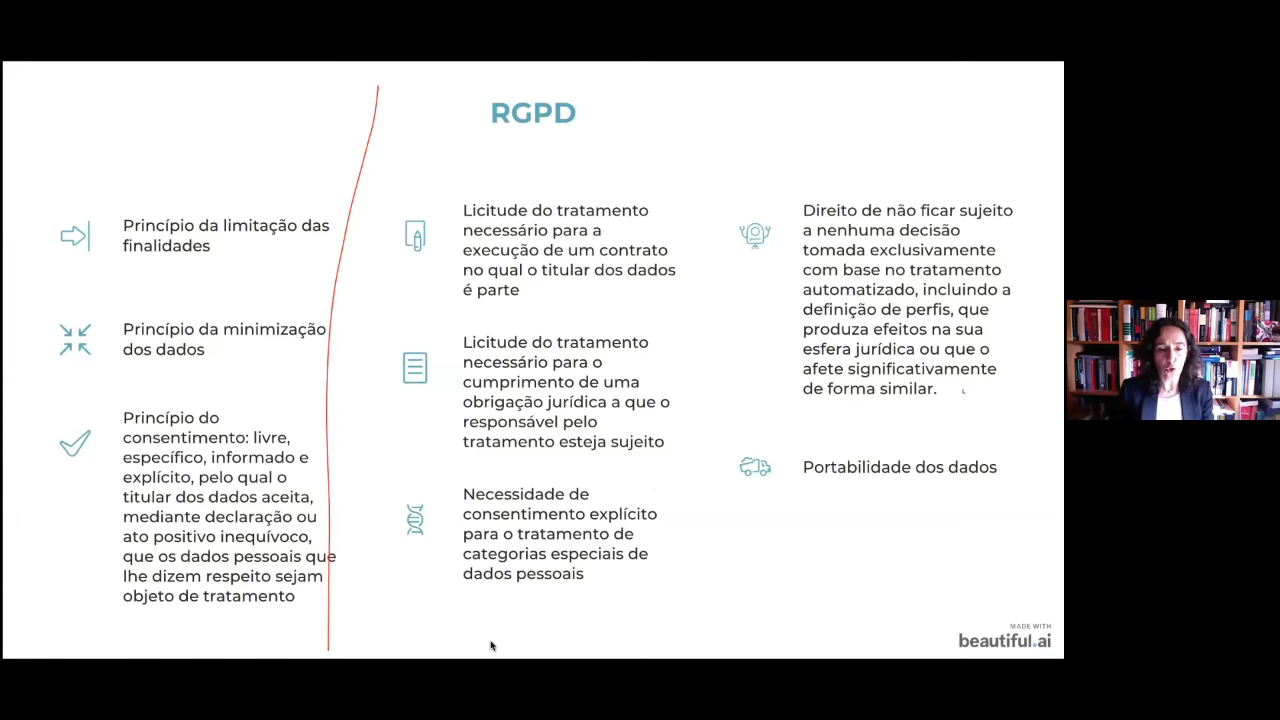 RGPD
Princípio da limitação das
finalidades
Princípio da minimização
dos dados
Princípio do
consentimento: livre,
específico, informado e
explícito, pelo qual o
titular dos dados aceita,
mediante declaração ou
ato positivo inequívoco,
que os dados pessoais que
lhe dizem respeito sejam
objeto de tratamento
Licitude do tratamento
necessário para a
execução de um contrato
no qual o titular dos dados
é parte
Licitude do tratamento
necessário para o
cumprimento de uma
obrigação jurídica a que o
responsável pelo
tratamento esteja sujeito
Necessidade de
consentimento explícito
para o tratamento de
categorias especiais de
dados pessoais
Direito de não ficar sujeito
a nenhuma decisão
tomada exclusivamente
com base no tratamento
automatizado, incluindo a
definição de perfis, que
produza efeitos na sua
esfera jurídica ou que o
afete significativamente
de forma similar.
Portabilidade dos dados
MADE WITH
beautiful.ai